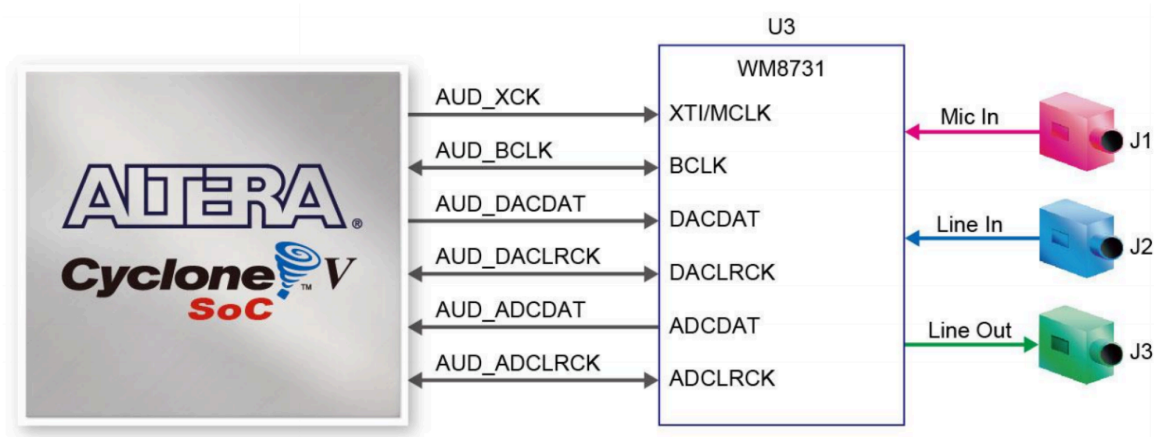 U3
WM8731
AUD_XCK
XTI/MCLK
Mic In
J1
AUD_BCLK
BCLK
ALTERA®
AUD_DACDAT
DACDAT
Line In
J2
Cyclone™ V
SoC
AUD_DACLRCK
DACLRCK
AUD_ADCDAT
ADCDAT
Line Out
J3
AUD_ADCLRCK
ADCLRCK